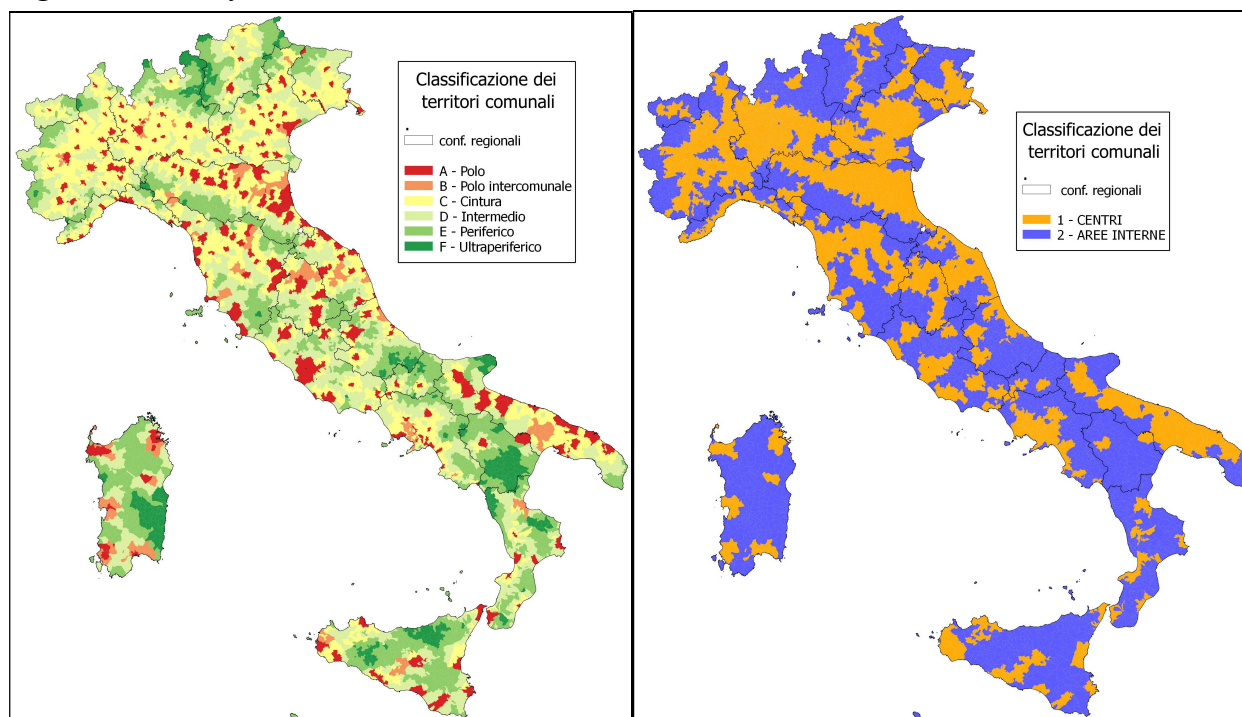 Classificazione dei
territori comunali
conf. regionali
A - Polo
B - Polo intercomunale
C - Cintura
D - Intermedio
E - Periferico
F - Ultraperiferico
Classificazione dei
territori comunali
conf. regionali
1 - CENTRI
2 - AREE INTERNE